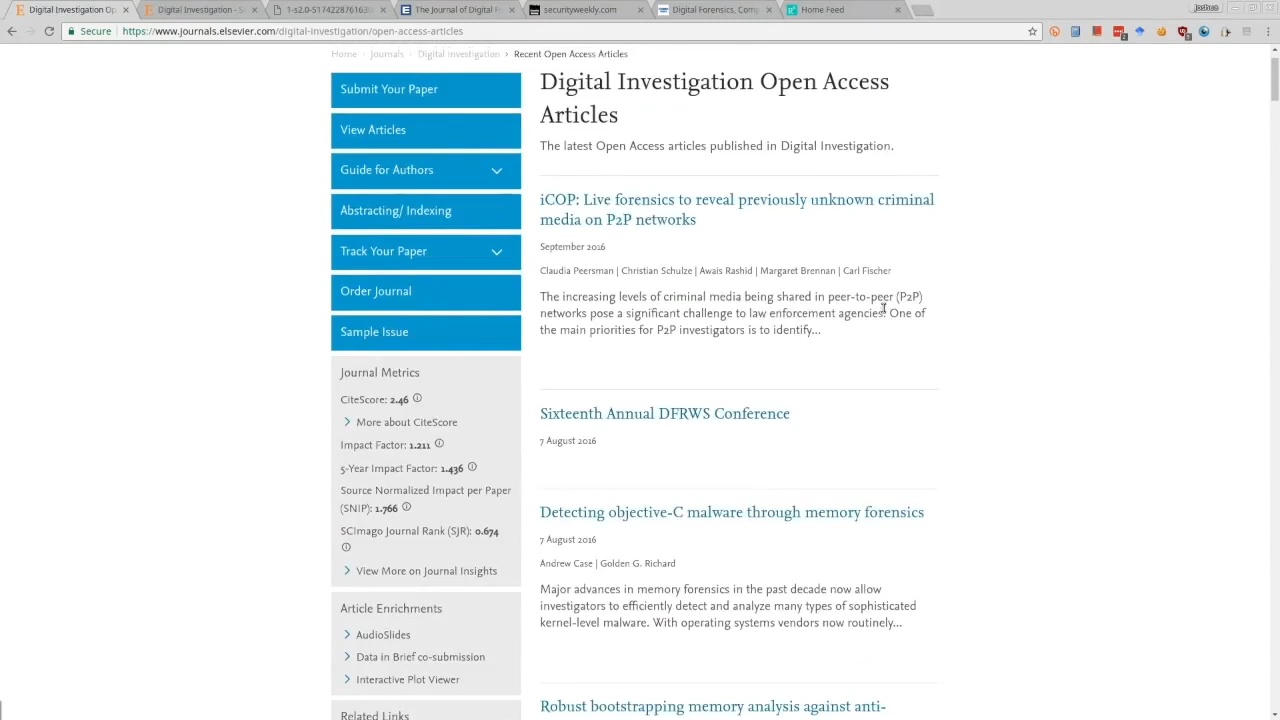 Digital Investigation Op
Digital Investigation - S
1-s2.0-S174228761630
The Journal of Digital F
securityweekly.com
Digital Forensics, Comp
Home Feed
Secure
https://www.journals.elsevier.com/digital-investigation/open-access-articles
Home Journals Digital Investigation Recent Open Access Articles
Submit Your Paper
View Articles
Guide for Authors
Abstracting/ Indexing
Track Your Paper
Order Journal
Sample Issue
Journal Metrics
CiteScore: 2.46
More about CiteScore
Impact Factor: 1.211
5-Year Impact Factor: 1.436
Source Normalized Impact per Paper
(SNIP): 1.766
SCImago Journal Rank (SJR): 0.674
View More on Journal Insights
Article Enrichments
AudioSlides
Data in Brief co-submission
Interactive Plot Viewer
Related Links
Digital Investigation Open Access
Articles
The latest Open Access articles published in Digital Investigation.
iCOP: Live forensics to reveal previously unknown criminal
media on P2P networks
September 2016
Claudia Peersman | Christian Schulze | Awais Rashid | Margaret Brennan | Carl Fischer
The increasing levels of criminal media being shared in peer-to-peer (P2P)
networks pose a significant challenge to law enforcement agencies. One of
the main priorities for P2P investigators is to identify...
Sixteenth Annual DFRWS Conference
7 August 2016
Detecting objective-C malware through memory forensics
7 August 2016
Andrew Case | Golden G. Richard
Major advances in memory forensics in the past decade now allow
investigators to efficiently detect and analyze many types of sophisticated
kernel-level malware. With operating systems vendors now routinely...
Robust bootstrapping memory analysis against anti-